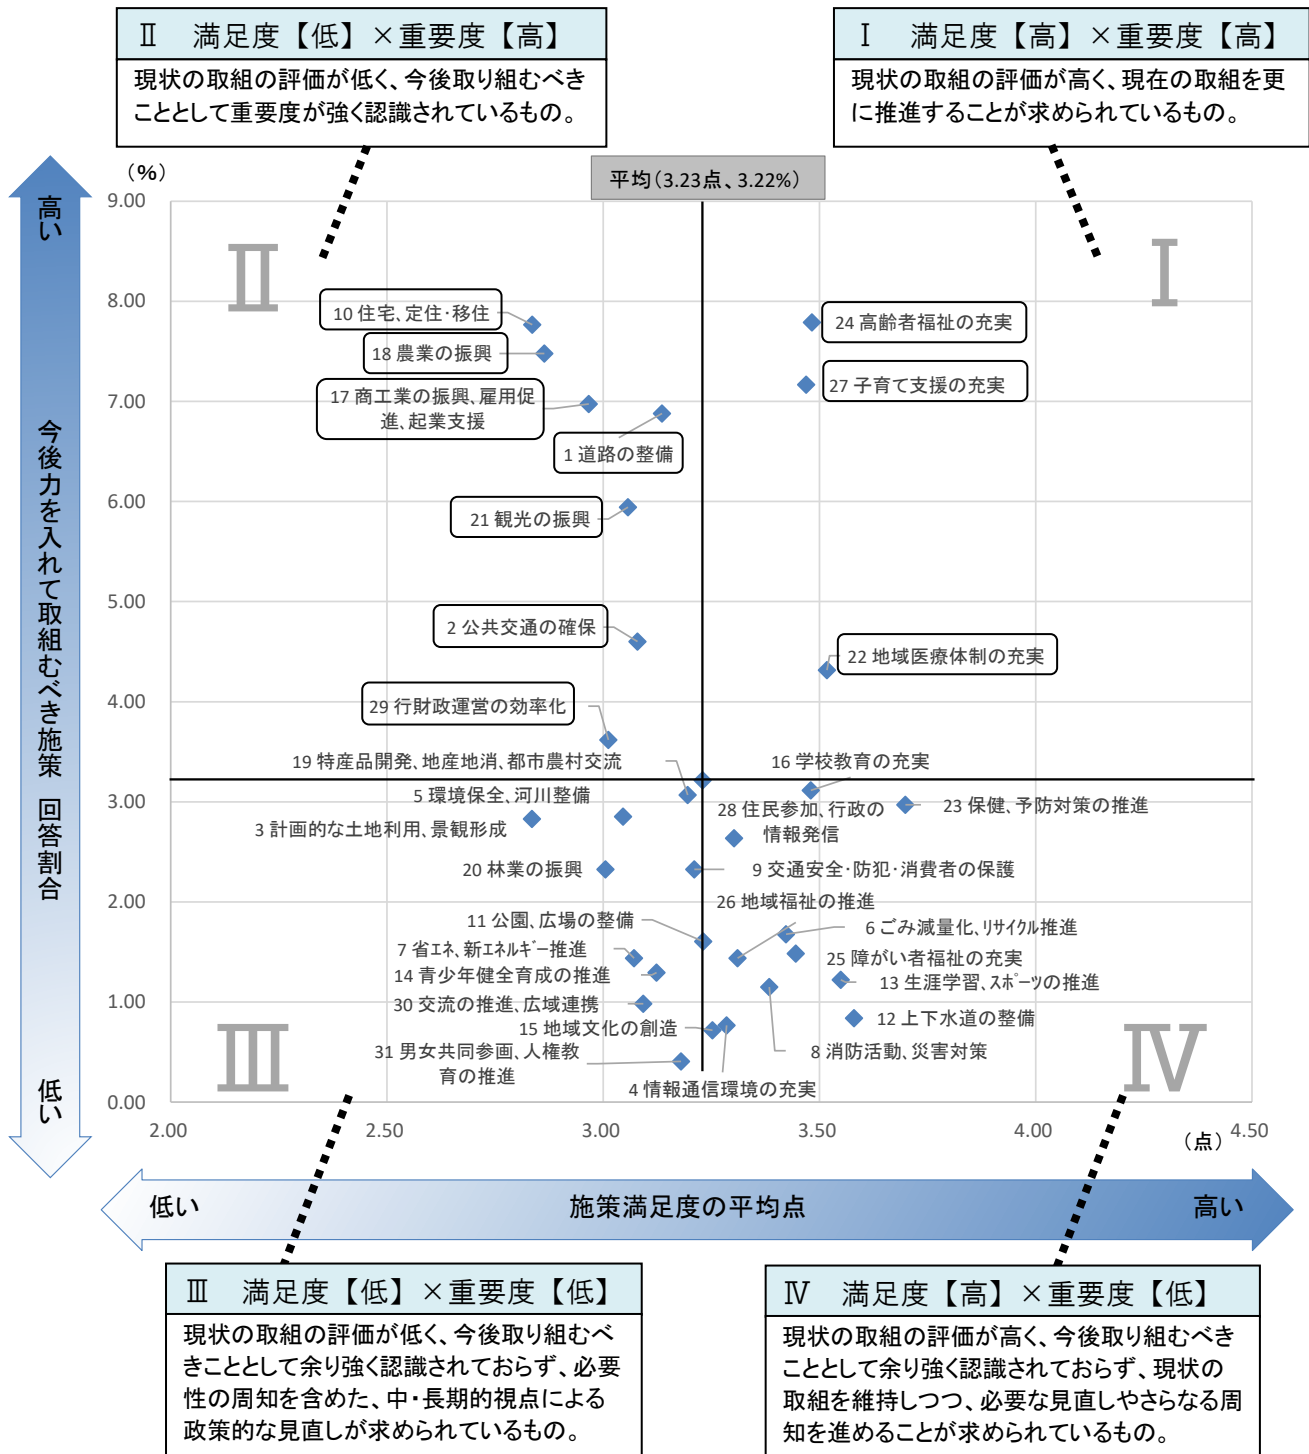 Ⅱ 満足度【低】×重要度【高】
現状の取組の評価が低く、今後取り組むべき
こととして重要度が強く認識されているもの。
Ⅰ 満足度【高】×重要度【高】
現状の取組の評価が高く、現在の取組を更
に推進することが求められているもの。
(%)
平均(3.23点、3.22%)
高い
今後力を入れて取組むべき施策 回答割合
低い
9.00
8.00
7.00
6.00
5.00
4.00
3.00
2.00
1.00
0.00
Ⅱ
Ⅰ
10 住宅、定住・移住
24 高齢者福祉の充実
18 農業の振興
27 子育て支援の充実
17 商工業の振興、雇用促
進、起業支援
1 道路の整備
21 観光の振興
2 公共交通の確保
22 地域医療体制の充実
29 行財政運営の効率化
19 特産品開発、地産地消、都市農村交流
16 学校教育の充実
5 環境保全、河川整備
28 住民参加、行政の
情報発信
23 保健、予防対策の推進
3 計画的な土地利用、景観形成
20 林業の振興
9 交通安全・防犯・消費者の保護
26 地域福祉の推進
11 公園、広場の整備
6 ごみ減量化、リサイクル推進
7 省エネ、新エネルギー推進
25 障がい者福祉の充実
14 青少年健全育成の推進
13 生涯学習、スポーツの推進
30 交流の推進、広域連携
12 上下水道の整備
15 地域文化の創造
31 男女共同参画、人権教
育の推進
8 消防活動、災害対策
4 情報通信環境の充実
Ⅲ
Ⅳ
2.00
2.50
3.00
3.50
4.00
4.50
(点)
低い
施策満足度の平均点
高い
Ⅲ 満足度【低】×重要度【低】
現状の取組の評価が低く、今後取り組むべ
きこととして余り強く認識されておらず、必要
性の周知を含めた、中・長期的視点による
政策的な見直しが求められているもの。
Ⅳ 満足度【高】×重要度【低】
現状の取組の評価が高く、今後取り組むべき
こととして余り強く認識されておらず、現状の
取組を維持しつつ、必要な見直しやさらなる周
知を進めることが求められているもの。